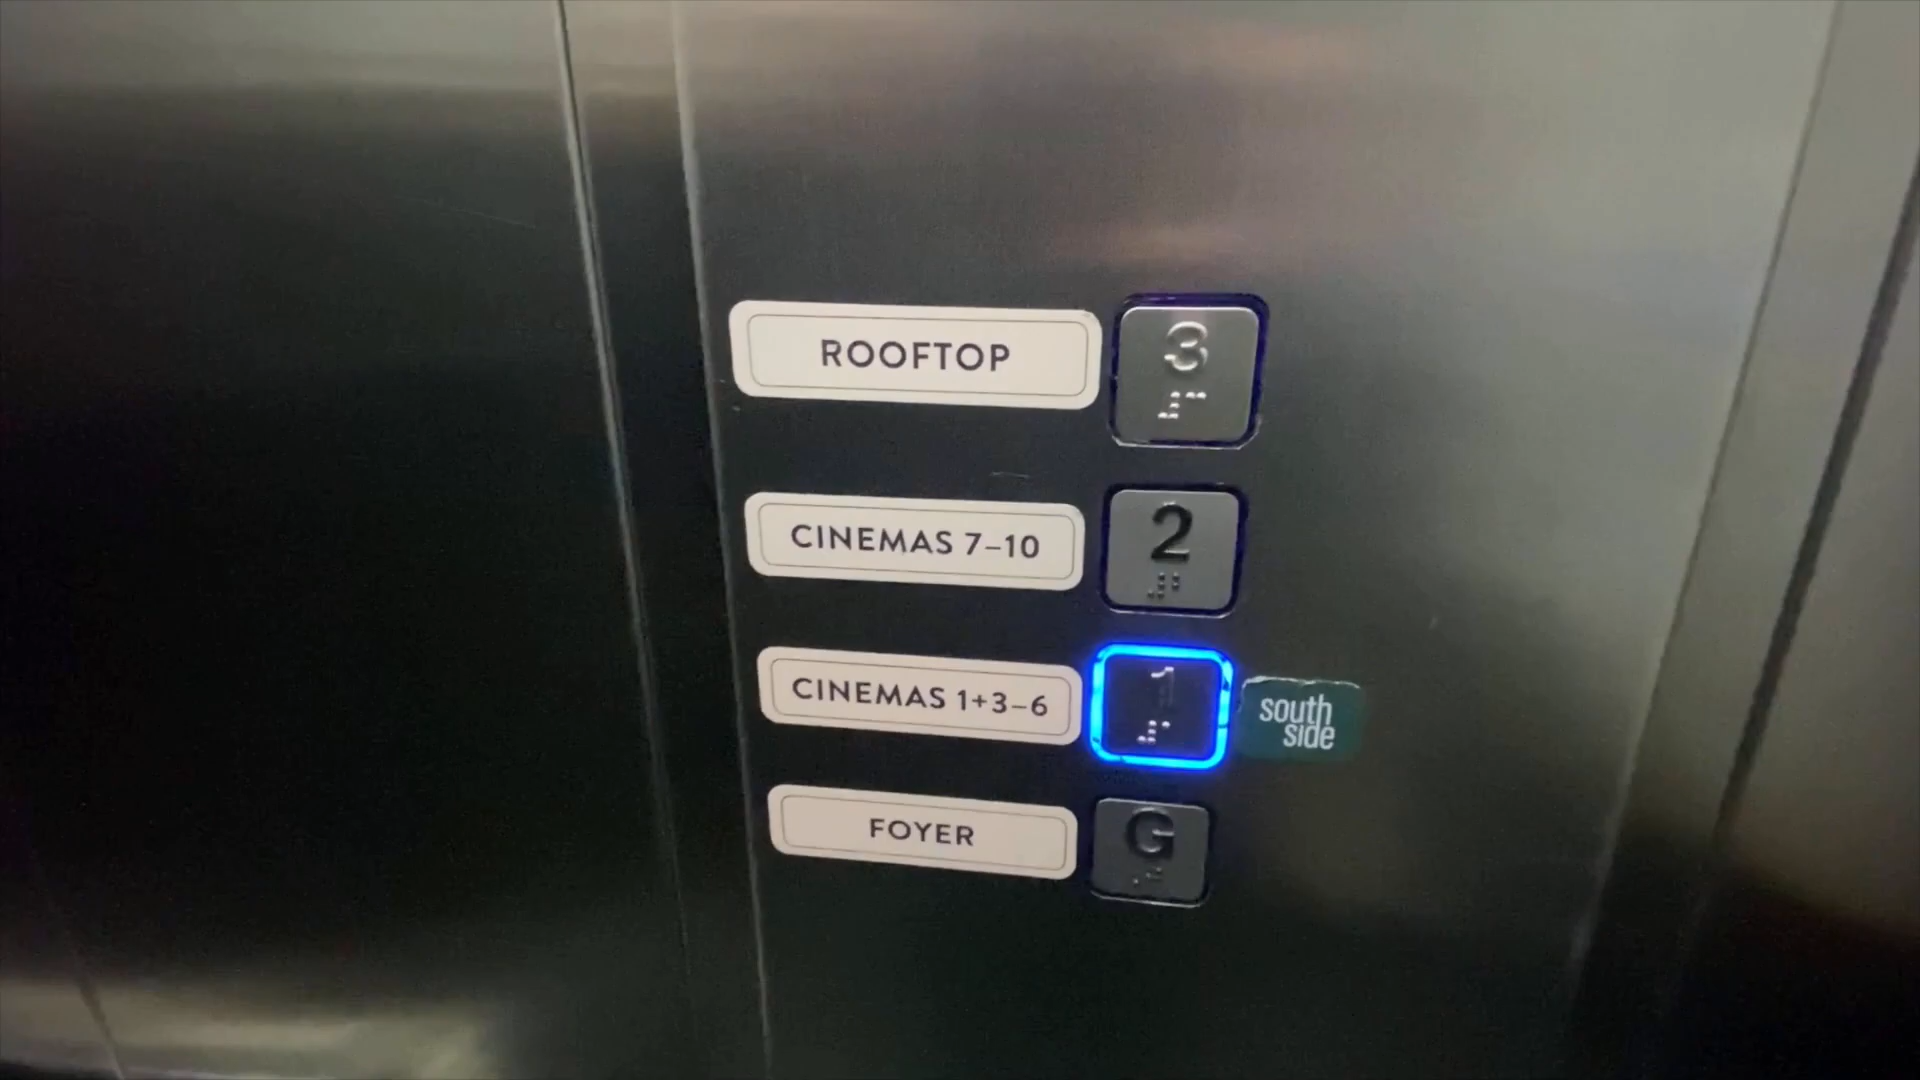 ROOFTOP 3
CINEMAS 7–10 2
CINEMAS 1+3–6 1
south
side
FOYER G